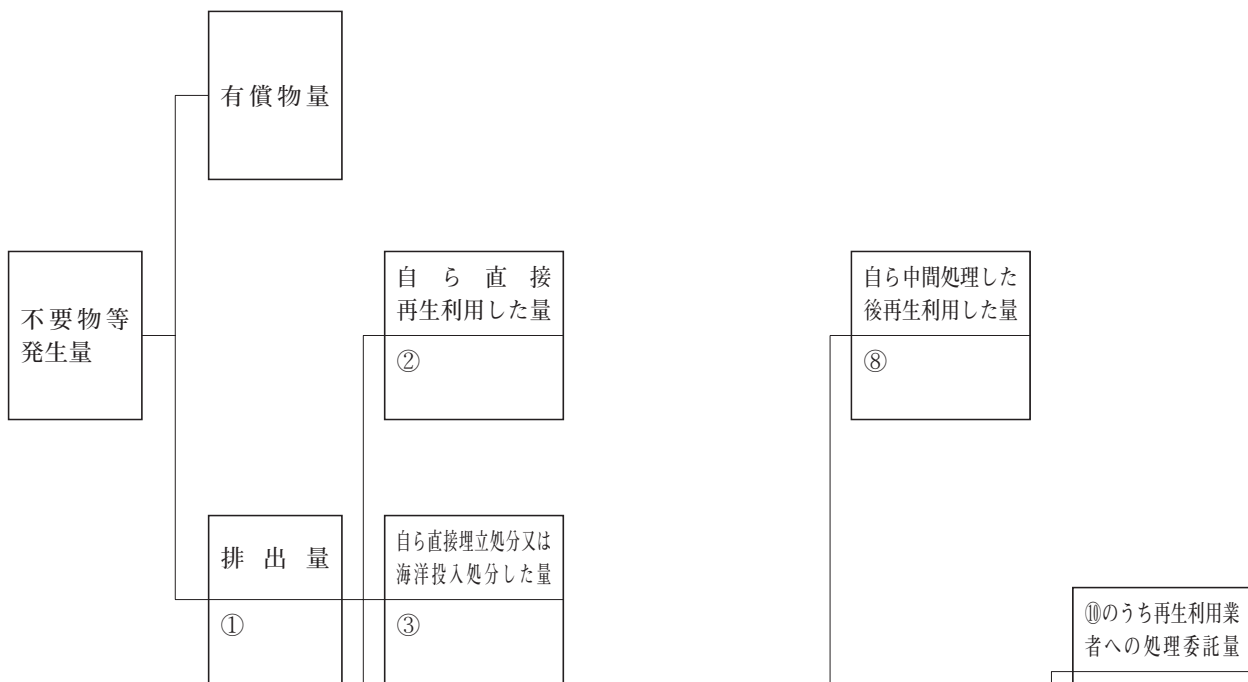 有償物量
不要物等
発生量
自ら直接
再生利用した量
②
自ら中間処理した
後再生利用した量
⑧
排出量
①
自ら直接埋立処分又は
海洋投入処分した量
③
⑩のうち再生利用業
者への処理委託量